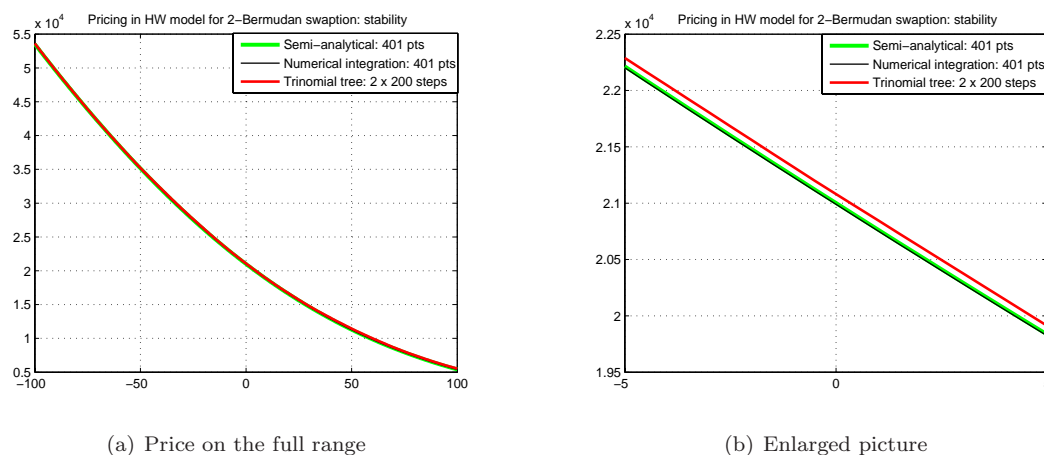 Pricing in HW model for 2−Bermudan swaption: stability
x 10⁴
5.5
5
4.5
4
3.5
3
2.5
2
1.5
1
0.5
−100
−50
0
50
100
Semi−analytical: 401 pts
Numerical integration: 401 pts
Trinomial tree: 2 x 200 steps
(a) Price on the full range
Pricing in HW model for 2−Bermudan swaption: stability
x 10⁴
2.25
2.2
2.15
2.1
2.05
2
1.95
−5
0
Semi−analytical: 401 pts
Numerical integration: 401 pts
Trinomial tree: 2 x 200 steps
(b) Enlarged picture